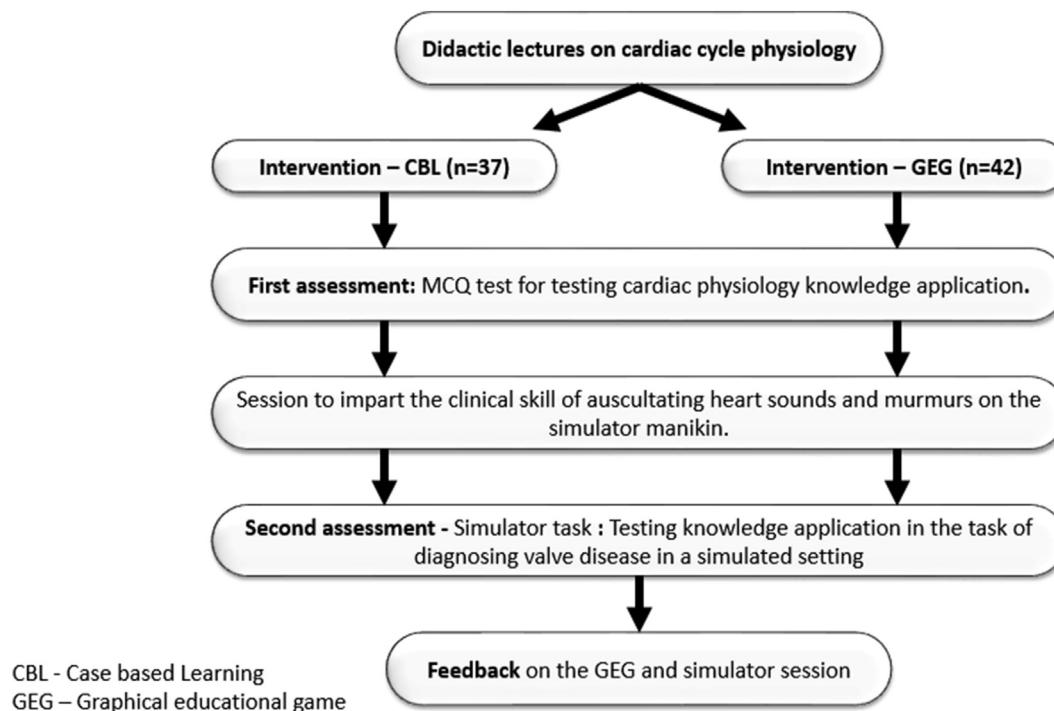 Didactic lectures on cardiac cycle physiology
Intervention – CBL (n=37)
Intervention – GEG (n=42)
First assessment: MCQ test for testing cardiac physiology knowledge application.
Session to impart the clinical skill of auscultating heart sounds and murmurs on the
simulator manikin.
Second assessment - Simulator task : Testing knowledge application in the task of
diagnosing valve disease in a simulated setting
Feedback on the GEG and simulator session
CBL - Case based Learning
GEG – Graphical educational game